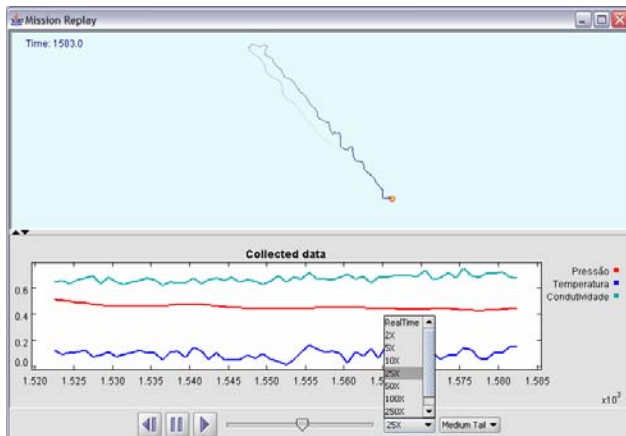 Mission Replay
Time: 1583.0
Collected data
0.6
0.4
0.2
0.0
Pressão
Temperatura
Condutividade
RealTime
2X
5X
10X
25X
50X
100X
250X
1.520 1.525 1.530 1.535 1.540 1.545 1.550 1.555 1.560 1.575 1.580 1.585
x10³
25X
Medium Tail